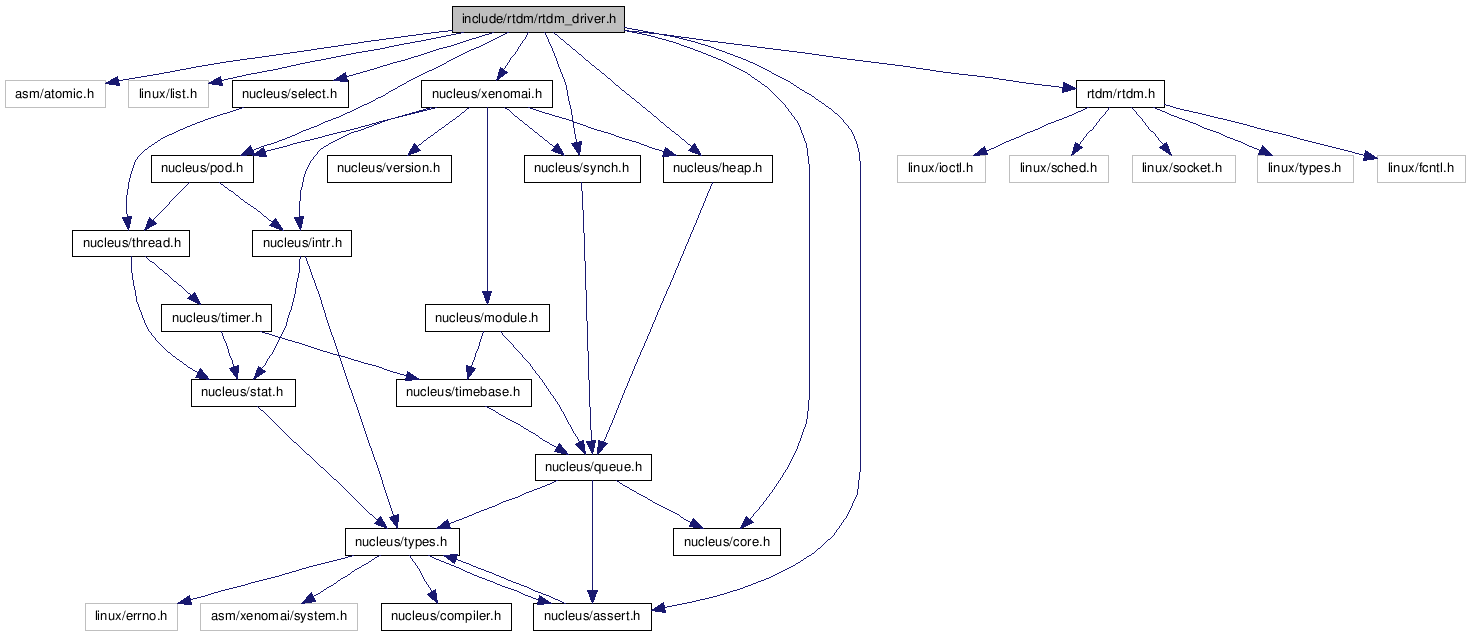 include/rtdm/rtdm_driver.h
asm/atomic.h
linux/list.h
nucleus/select.h
nucleus/xenomai.h
rtdm/rtdm.h
nucleus/pod.h
nucleus/version.h
nucleus/synch.h
nucleus/heap.h
linux/ioctl.h
linux/sched.h
linux/socket.h
linux/types.h
linux/fcntl.h
nucleus/thread.h
nucleus/intr.h
nucleus/timer.h
nucleus/module.h
nucleus/stat.h
nucleus/timebase.h
nucleus/queue.h
nucleus/types.h
nucleus/core.h
linux/errno.h
asm/xenomai/system.h
nucleus/compiler.h
nucleus/assert.h